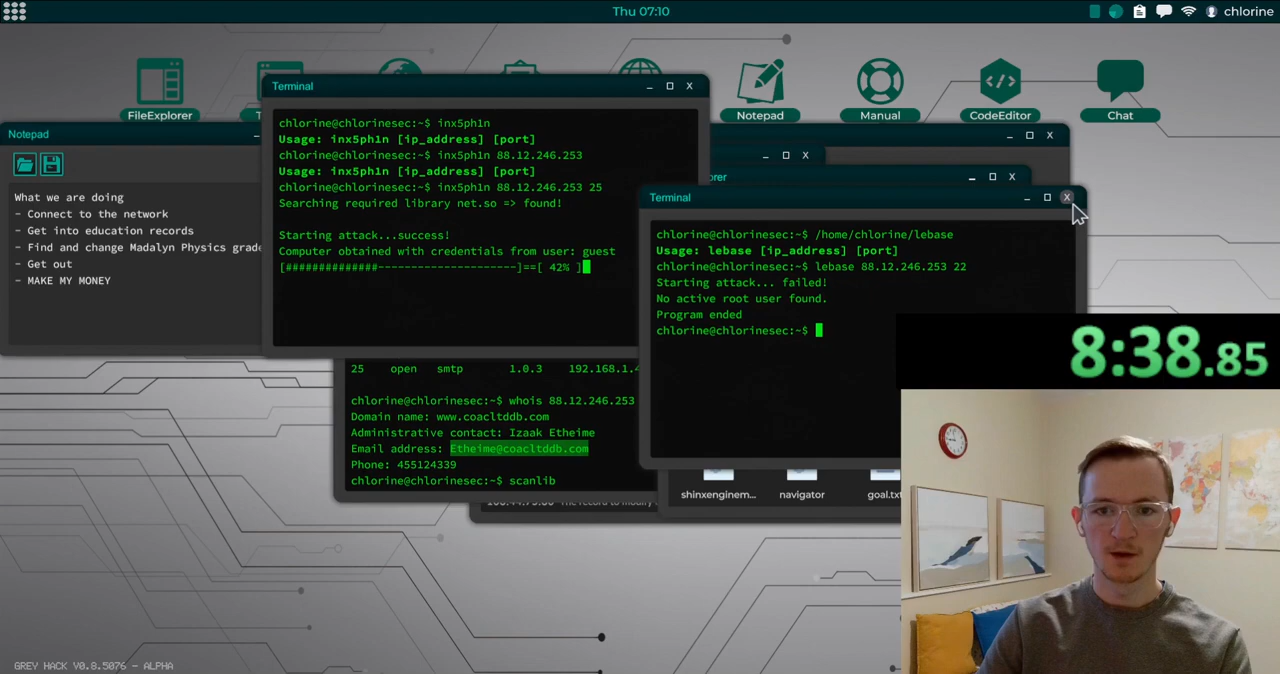 Thu 07:10
chlorine
FileExplorer
Notepad
Manual
CodeEditor
Chat
Notepad
What we are doing
- Connect to the network
- Get into education records
- Find and change Madalyn Physics grade
- Get out
- MAKE MY MONEY
Terminal
chlorine@chlorinesec:~$ inx5ph1n
Usage: inx5ph1n [ip_address] [port]
chlorine@chlorinesec:~$ inx5ph1n 88.12.246.253
Usage: inx5ph1n [ip_address] [port]
chlorine@chlorinesec:~$ inx5ph1n 88.12.246.253 25
Searching required library net.so => found!
Starting attack...success!
Computer obtained with credentials from user: guest
[##############----------------------]==[ 42% ]
25 open smtp 1.0.3 192.168.1.4
chlorine@chlorinesec:~$ whois 88.12.246.253
Domain name: www.coacltddb.com
Administrative contact: Izaak Etheime
Email address: Etheime@coacltddb.com
Phone: 455124339
chlorine@chlorinesec:~$ scanlib
orer
Terminal
chlorine@chlorinesec:~$ /home/chlorine/lebase
Usage: lebase [ip_address] [port]
chlorine@chlorinesec:~$ lebase 88.12.246.253 22
Starting attack... failed!
No active root user found.
Program ended
chlorine@chlorinesec:~$
shinxenginem...
navigator
goal.txt
8:38.85
GREY HACK V0.8.5076 - ALPHA